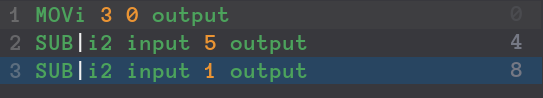 1 MOVi 3 0 output 0
2 SUB|i2 input 5 output 4
3 SUB|i2 input 1 output 8